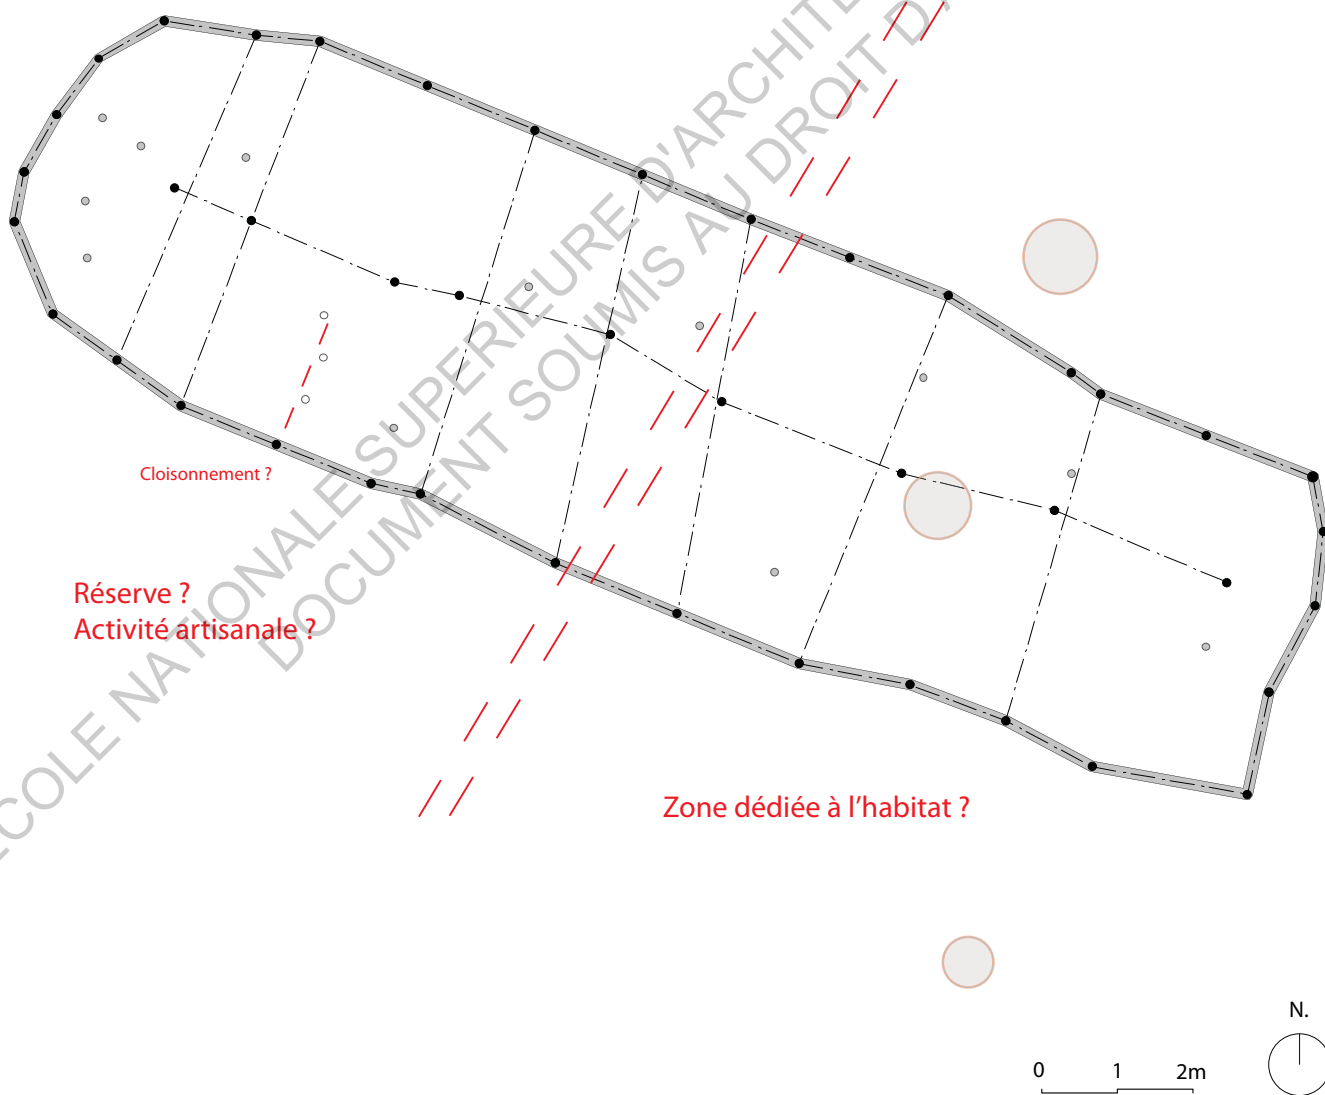 ECOLE NATIONALE SUPERIEURE D'ARCHITE
DOCUMENT SOUMIS AU DROIT D'A
Cloisonnement ?
Réserve ?
Activité artisanale ?
Zone dédiée à l’habitat ?
N.
0 1 2m